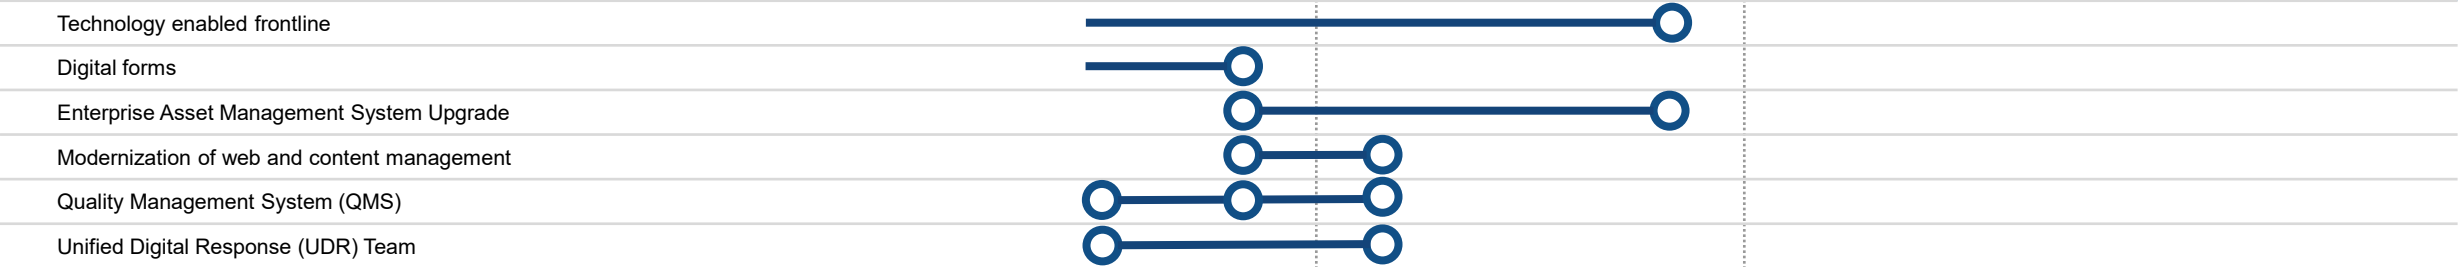 Technology enabled frontline
Digital forms
Enterprise Asset Management System Upgrade
Modernization of web and content management
Quality Management System (QMS)
Unified Digital Response (UDR) Team